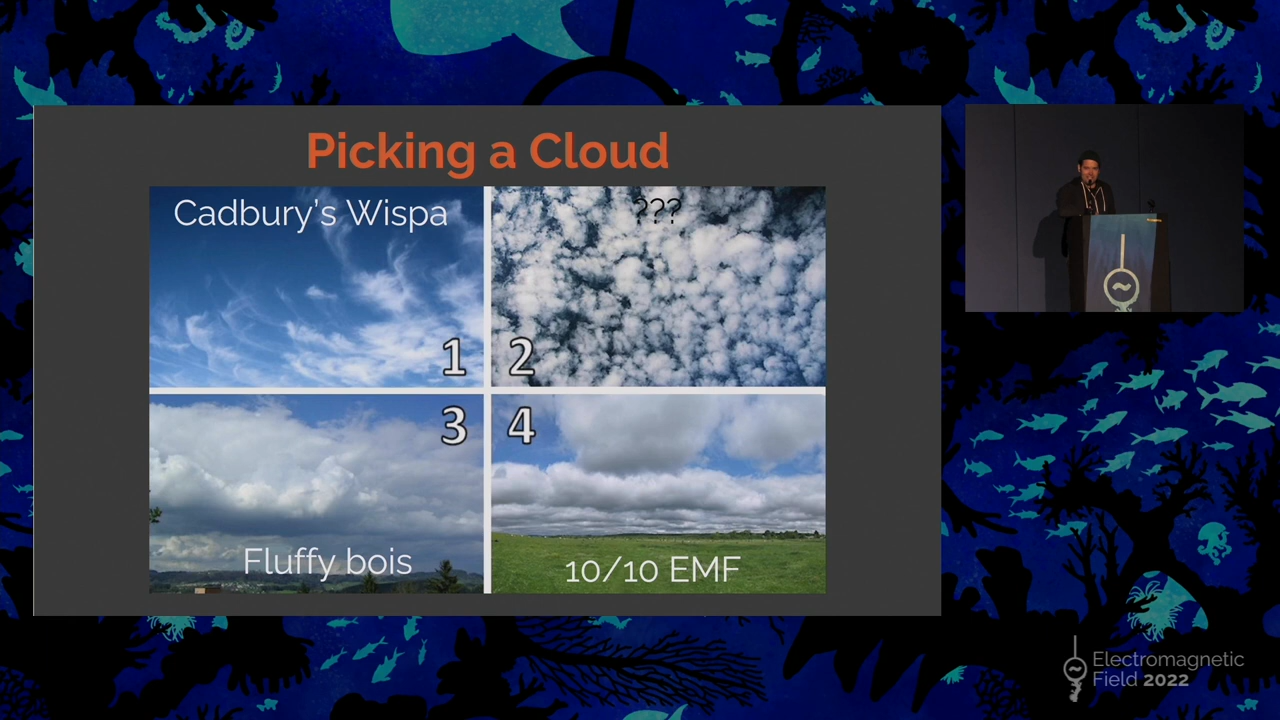 Picking a Cloud
Cadbury's Wispa
???
1
2
3
4
Fluffy bois
10/10 EMF
Electromagnetic
Field 2022